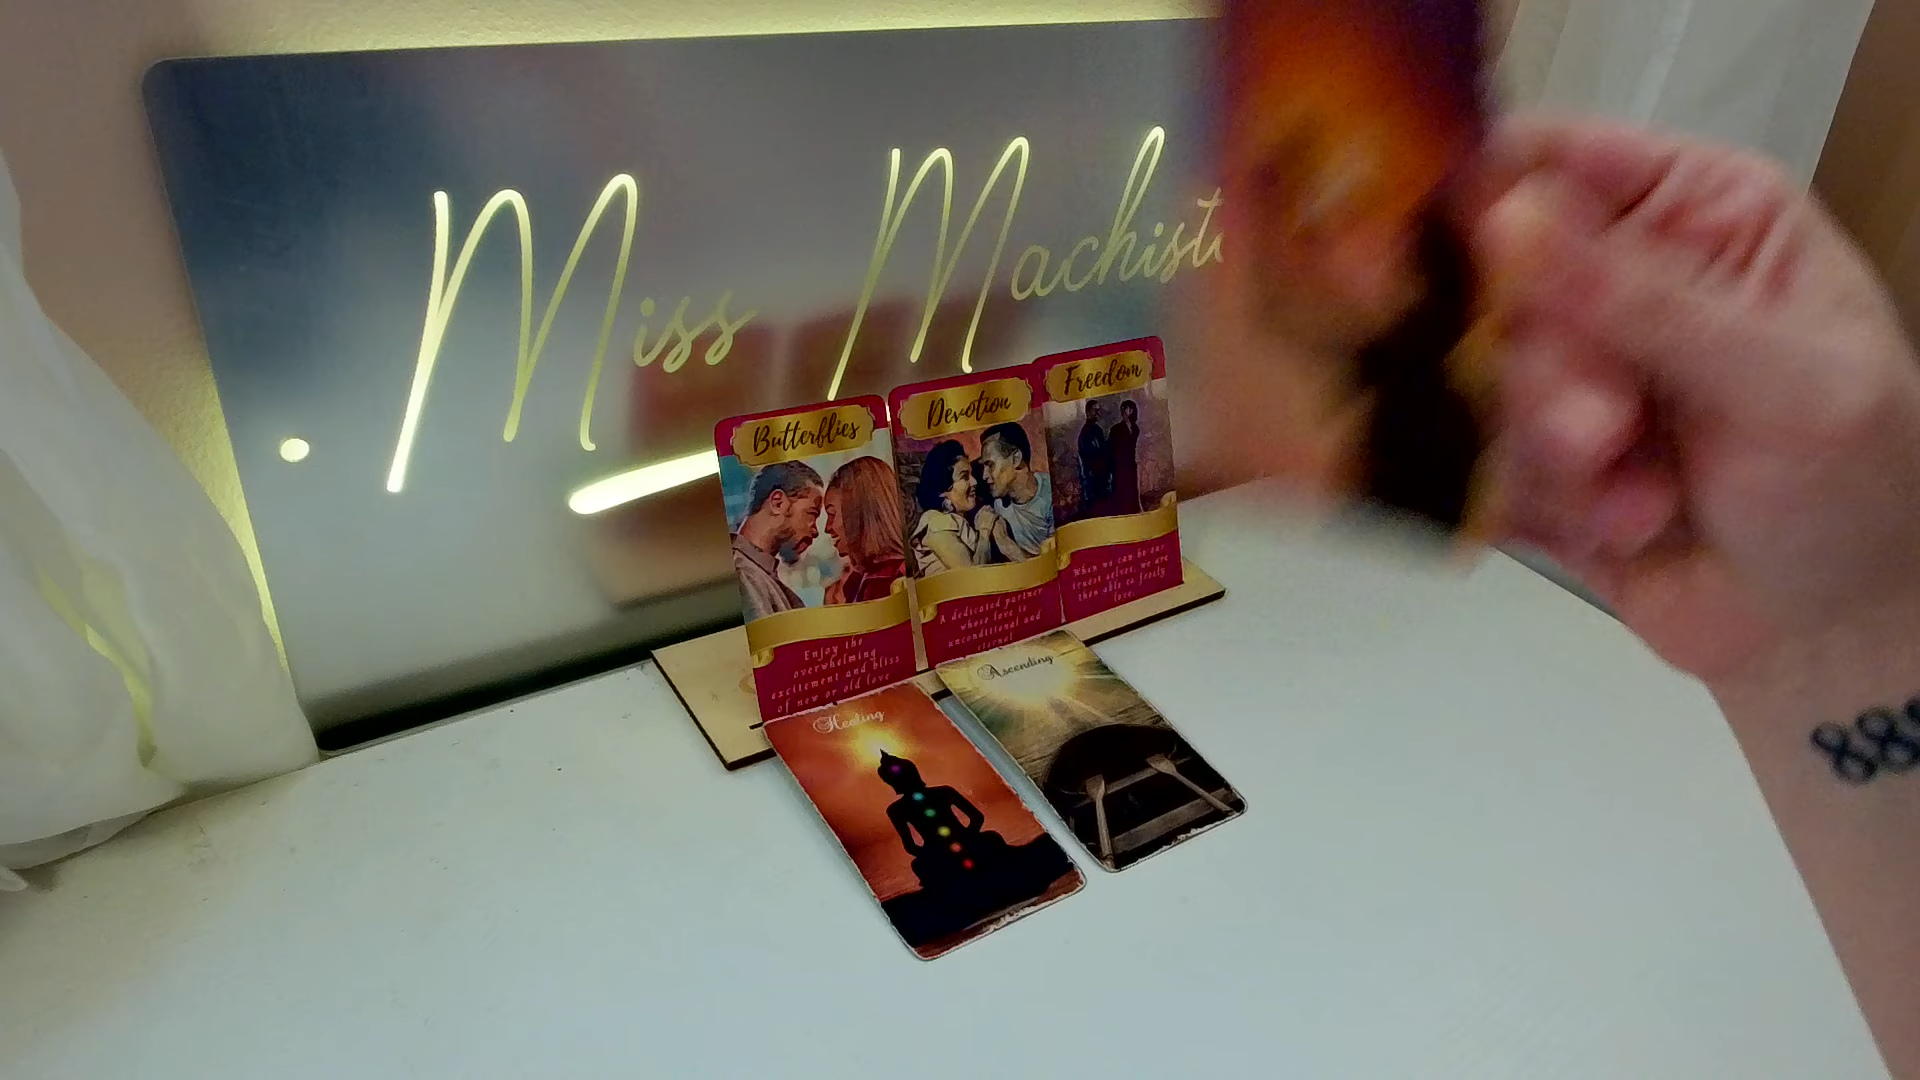 Miss Machist
Butterflies
Enjoy the
overwhelming
excitement and bliss
of new or old love
Devotion
A dedicated partner
whose love is
unconditional and
eternal
Freedom
When we can be our
truest selves, we are
then able to freely
love.
Healing
Ascending
888